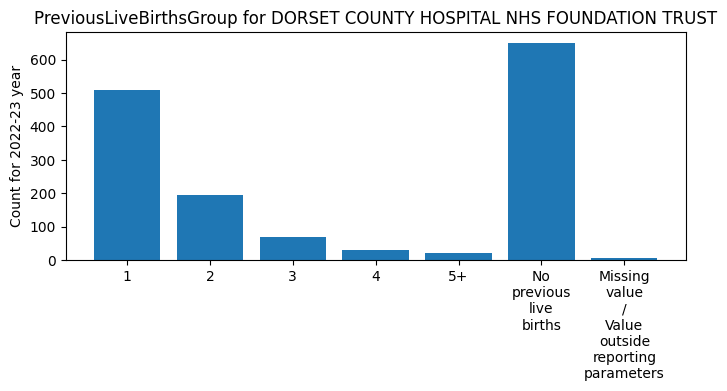 PreviousLiveBirthsGroup for DORSET COUNTY HOSPITAL NHS FOUNDATION TRUST
Count for 2022-23 year
600
500
400
300
200
100
0
1
2
3
4
5+
No
previous
live
births
Missing
value
/
Value
outside
reporting
parameters